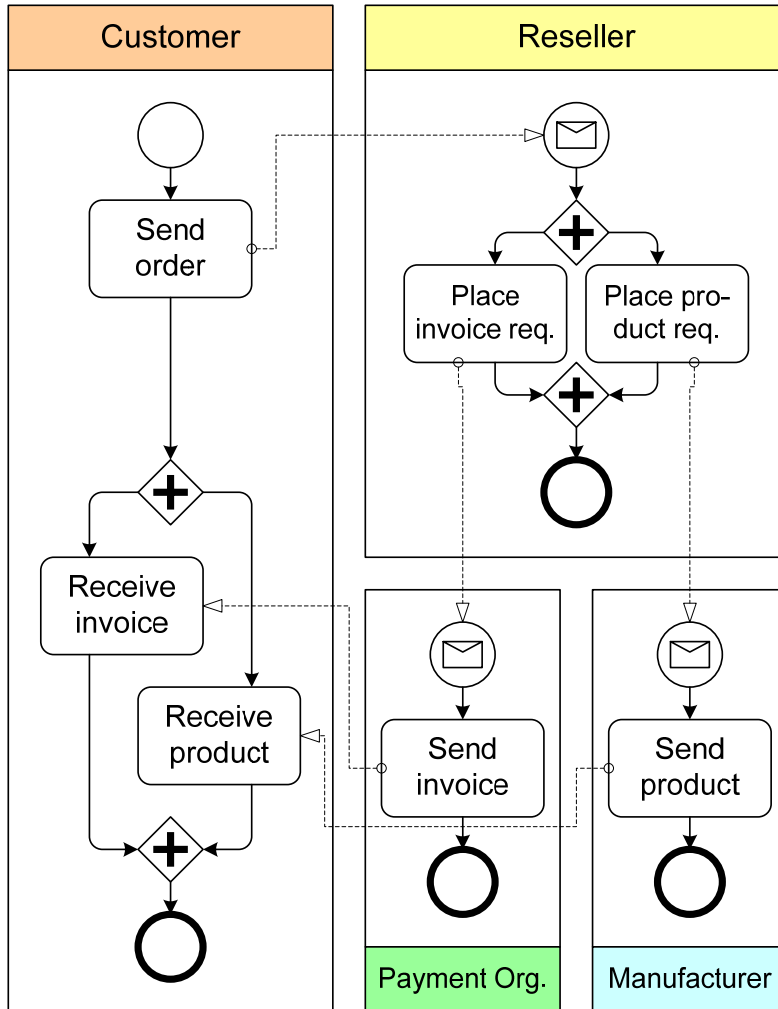 Customer
Send
order
Receive
invoice
Receive
product
Reseller
Place
invoice req.
Place pro-
duct req.
Send
invoice
Payment Org.
Send
product
Manufacturer